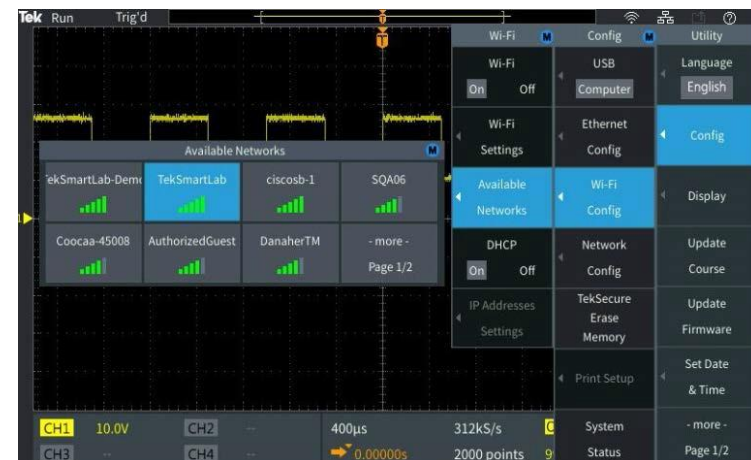 Tek Run Trig'd
Wi-Fi M
Wi-Fi
On Off
Wi-Fi
Settings
Available
Networks
DHCP
On Off
IP Addresses
Settings
Config M
USB
Computer
Ethernet
Config
Wi-Fi
Config
Network
Config
TekSecure
Erase
Memory
Print Setup
System
Status
Utility
Language
English
Config
Display
Update
Course
Update
Firmware
Set Date
& Time
- more -
Page 1/2
Available Networks M
TekSmartLab
ciscosb-1
SQA06
Coocaa-45008
AuthorizedGuest
DanaherTM
- more -
Page 1/2
CH1 10.0V CH2 --
CH3 -- CH4 --
400µs
0.00000s
312kS/s
2000 points